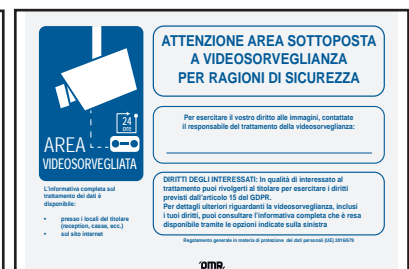 ATTENZIONE AREA SOTTOPOSTA
A VIDEOSORVEGLIANZA
PER RAGIONI DI SICUREZZA
24
ORE
AREA
VIDEOSORVEGLIATA
Per esercitare il vostro diritto alle immagini, contattate
il responsabile del trattamento della videosorveglianza:
L'informativa completa sul
trattamento dei dati è
disponibile:
• presso i locali del titolare
(reception, casse, ecc.)
• sul sito internet
DIRITTI DEGLI INTERESSATI: In qualità di interessato al
trattamento puoi rivolgerti al titolare per esercitare i diritti
previsti dall'articolo 15 del GDPR.
Per dettagli ulteriori riguardanti la videosorveglianza, inclusi
i tuoi diritti, puoi consultare l'informativa completa che è resa
disponibile tramite le opzioni indicate sulla sinistra
Regolamento generale in materia di protezione dei dati personali (UE) 2016/679